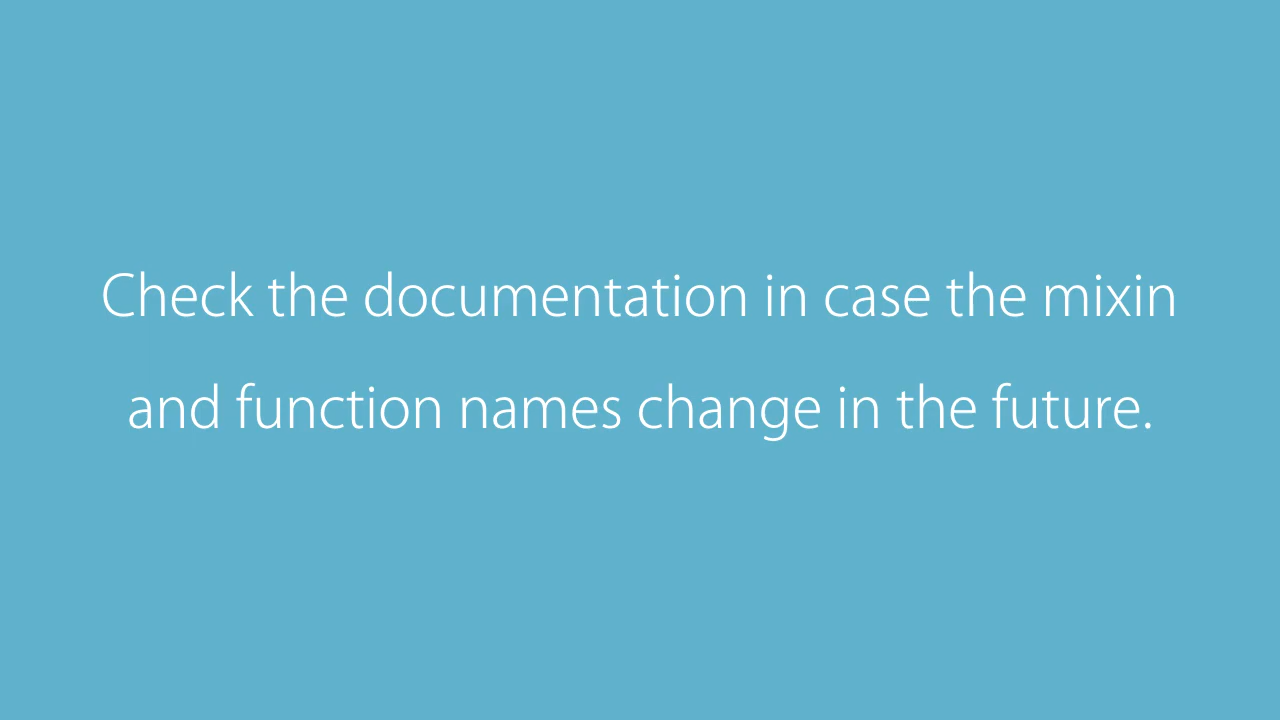 Check the documentation in case the mixin
and function names change in the future.